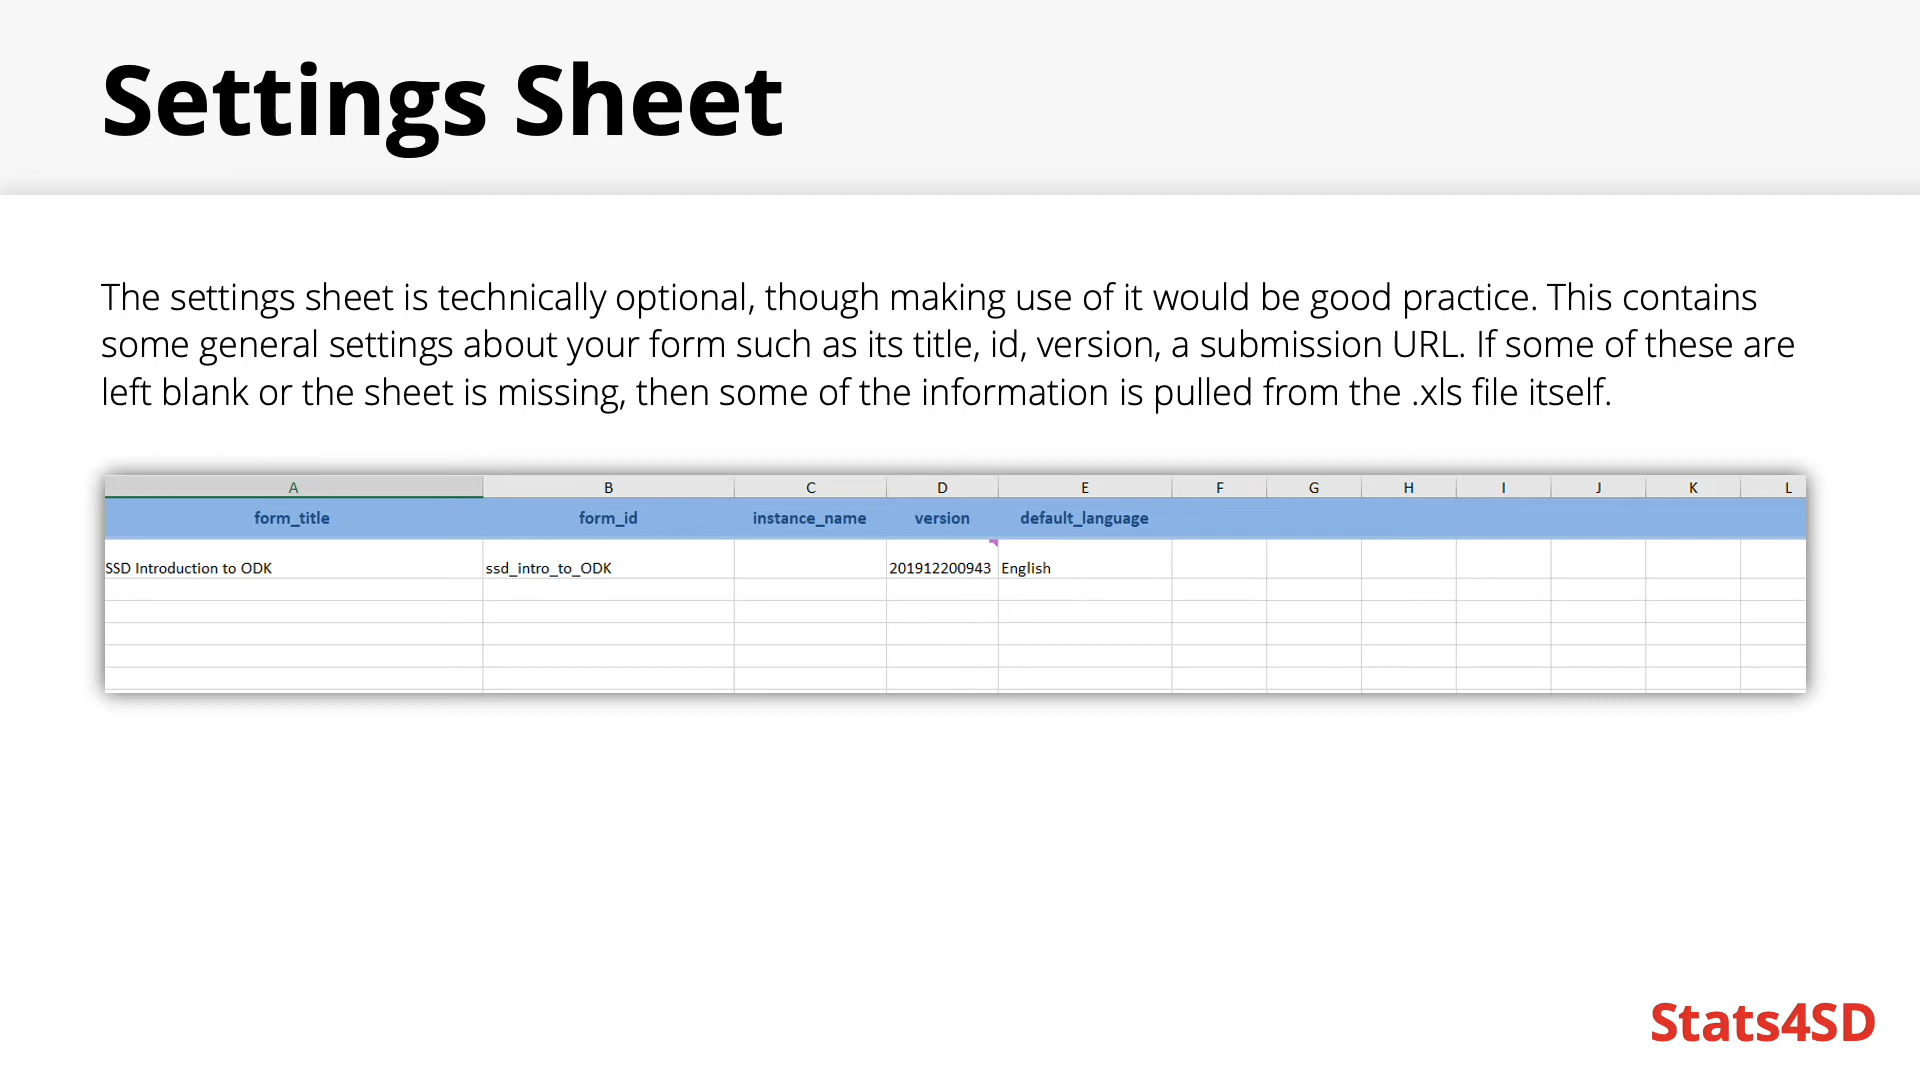 Settings Sheet
The settings sheet is technically optional, though making use of it would be good practice. This contains
some general settings about your form such as its title, id, version, a submission URL. If some of these are
left blank or the sheet is missing, then some of the information is pulled from the .xls file itself.
A B C D E F G H I J K L
form_title form_id instance_name version default_language
SSD Introduction to ODK ssd_intro_to_ODK 201912200943 English
Stats4SD